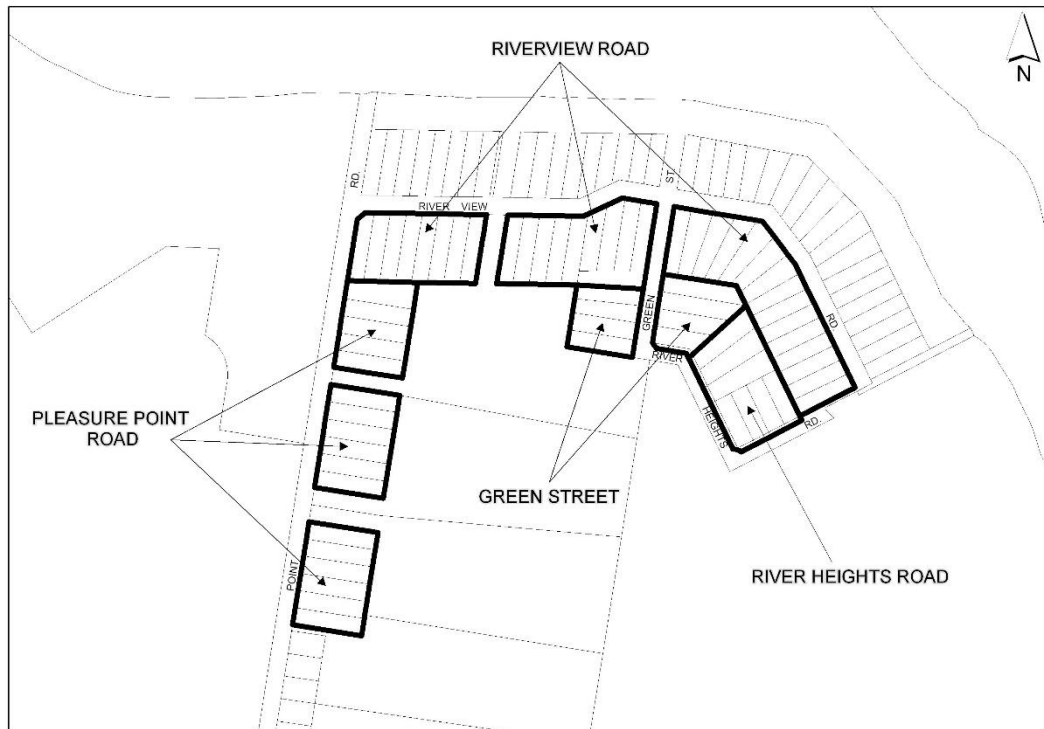 RIVERVIEW ROAD
N
RD.
ST.
RIVER VIEW
GREEN
RD.
RIVER
PLEASURE POINT
ROAD
HEIGHTS
RD.
GREEN STREET
POINT
RIVER HEIGHTS ROAD